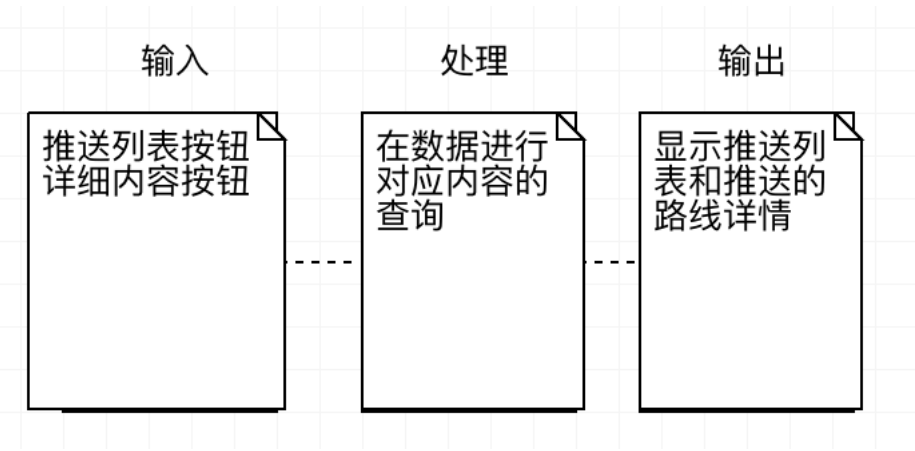 输入
处理
输出
推送列表按钮
详细内容按钮
在数据进行
对应内容的
查询
显示推送列
表和推送的
路线详情